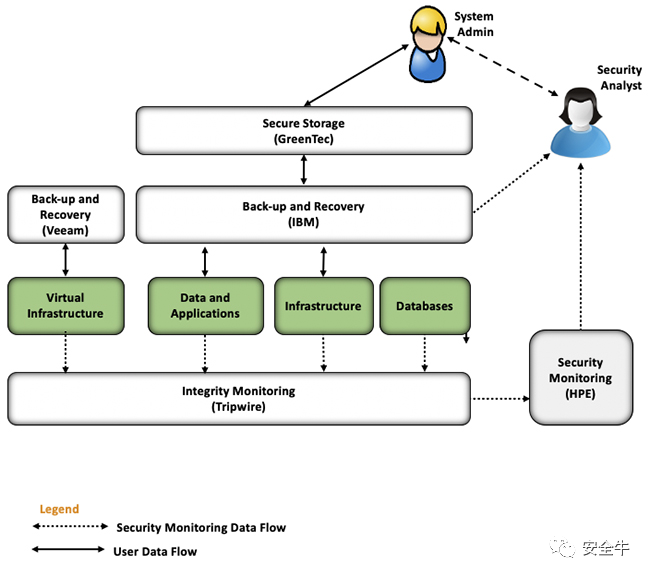 System
Admin
Security
Analyst
Secure Storage
(GreenTec)
Back-up and
Recovery
(Veeam)
Back-up and Recovery
(IBM)
Virtual
Infrastructure
Data and
Applications
Infrastructure
Databases
Integrity Monitoring
(Tripwire)
Security
Monitoring
(HPE)
Legend
Security Monitoring Data Flow
User Data Flow
安全牛